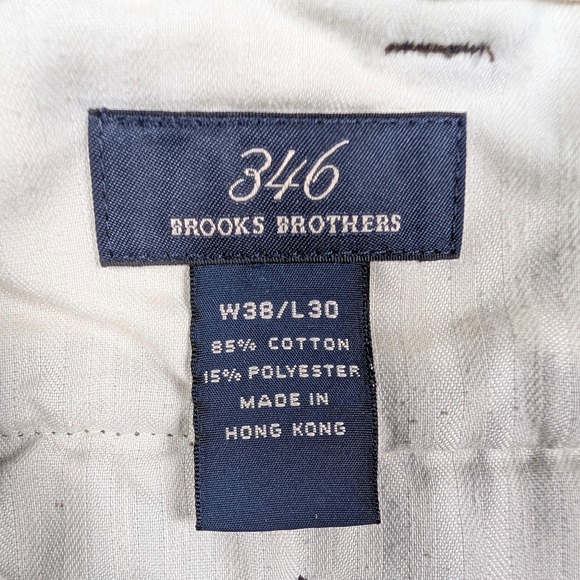 346
BROOKS BROTHERS
W38/L30
85% COTTON
15% POLYESTER
MADE IN
HONG KONG